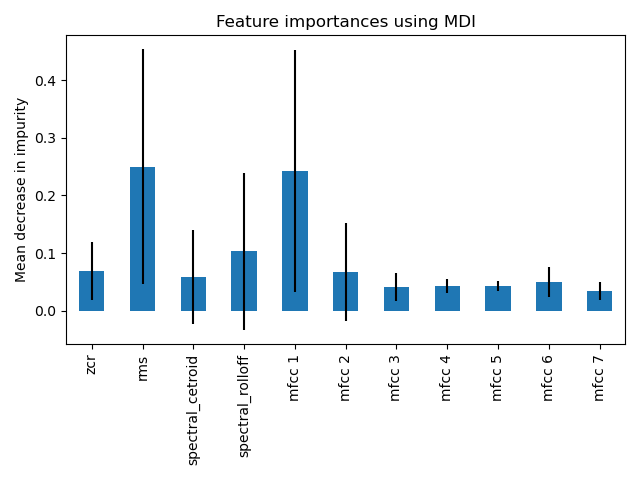 Feature importances using MDI
Mean decrease in impurity
0.4
0.3
0.2
0.1
0.0
zcr
rms
spectral_cetroid
spectral_rolloff
mfcc 1
mfcc 2
mfcc 3
mfcc 4
mfcc 5
mfcc 6
mfcc 7